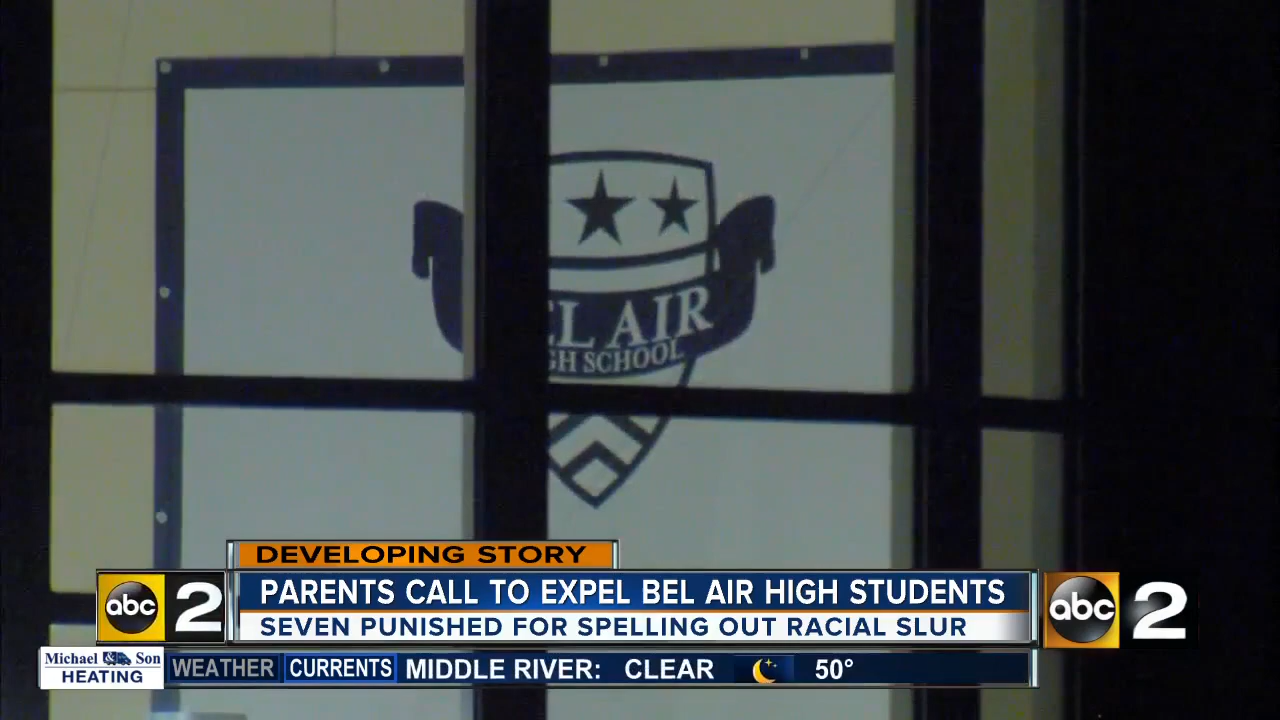 EL AIR
GH SCHOOL
DEVELOPING STORY
abc 2
PARENTS CALL TO EXPEL BEL AIR HIGH STUDENTS
SEVEN PUNISHED FOR SPELLING OUT RACIAL SLUR
abc 2
Michael & Son
HEATING
WEATHER CURRENTS MIDDLE RIVER: CLEAR 50°